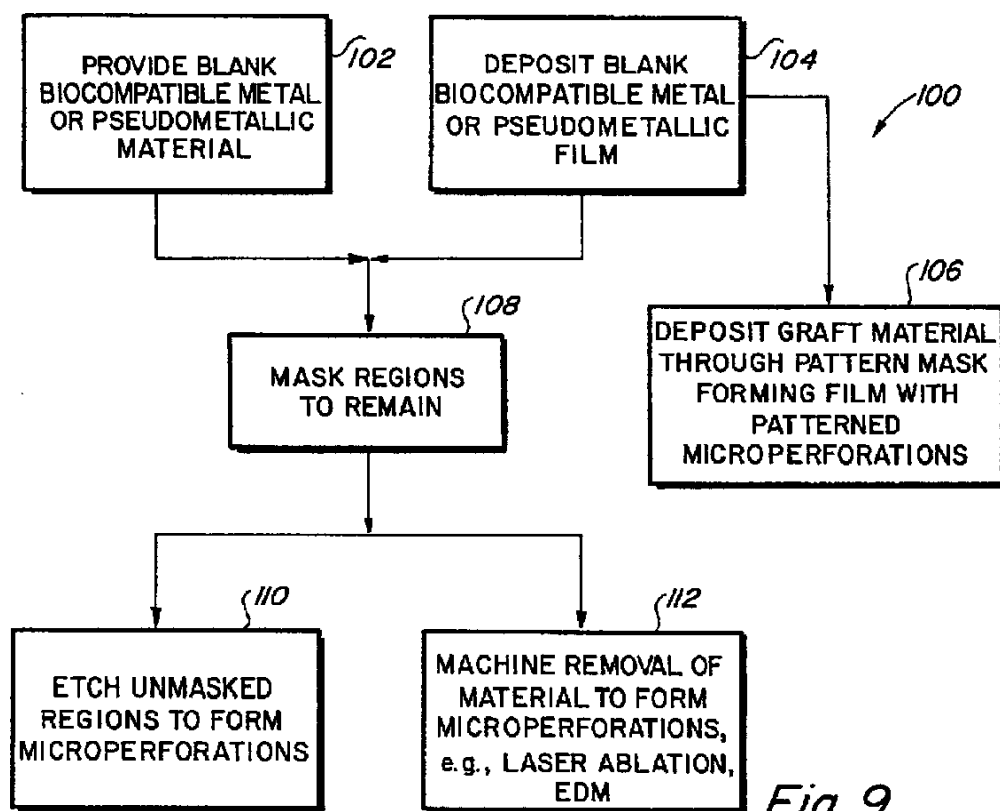 102
PROVIDE BLANK
BIOCOMPATIBLE METAL
OR PSEUDOMETALLIC
MATERIAL
104
DEPOSIT BLANK
BIOCOMPATIBLE METAL
OR PSEUDOMETALLIC
FILM
100
106
DEPOSIT GRAFT MATERIAL
THROUGH PATTERN MASK
FORMING FILM WITH
PATTERNED
MICROPERFORATIONS
108
MASK REGIONS
TO REMAIN
110
ETCH UNMASKED
REGIONS TO FORM
MICROPERFORATIONS
112
MACHINE REMOVAL OF
MATERIAL TO FORM
MICROPERFORATIONS,
e.g., LASER ABLATION,
EDM
Fig. 9